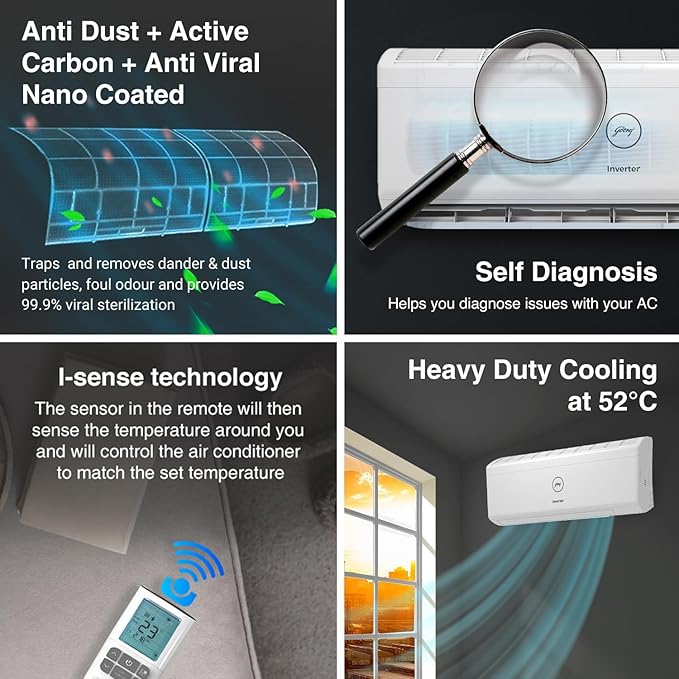 Anti Dust + Active
Carbon + Anti Viral
Nano Coated
Traps and removes dander & dust
particles, foul odour and provides
99.9% viral sterilization
Godrej
Inverter
Self Diagnosis
Helps you diagnose issues with your AC
I-sense technology
The sensor in the remote will then
sense the temperature around you
and will control the air conditioner
to match the set temperature
23
Heavy Duty Cooling
at 52°C
Godrej
Inverter